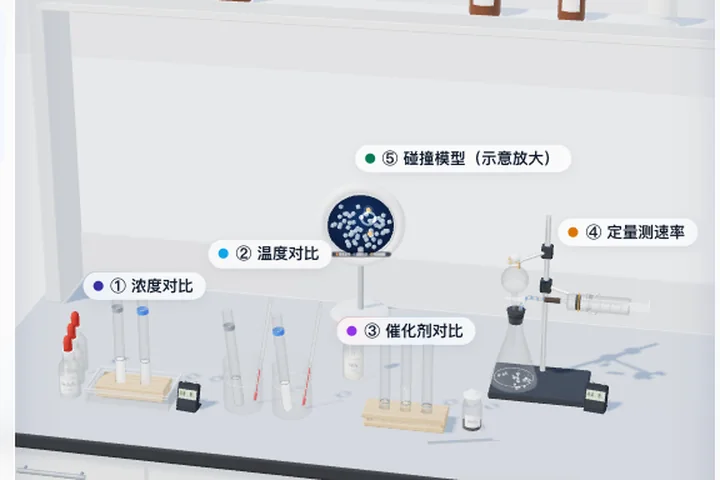 ⑤ 碰撞模型（示意放大）
④ 定量测速率
② 温度对比
① 浓度对比
③ 催化剂对比